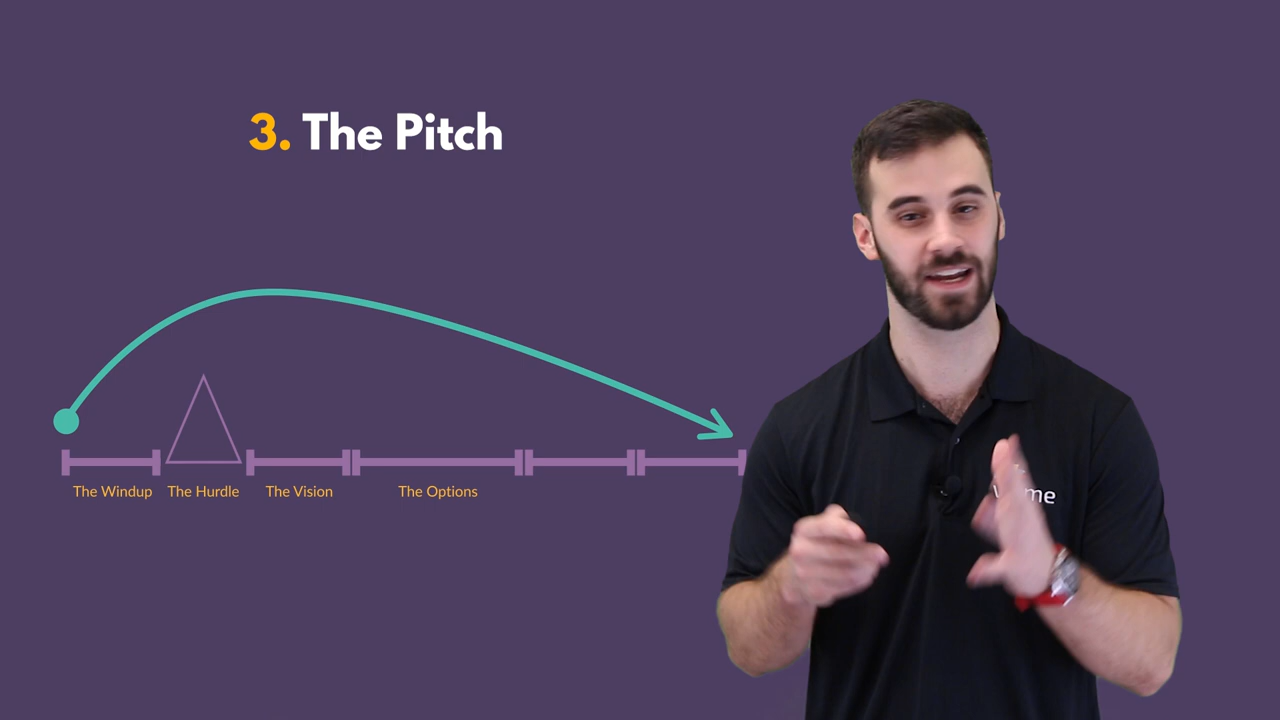 3. The Pitch
The Windup
The Hurdle
The Vision
The Options